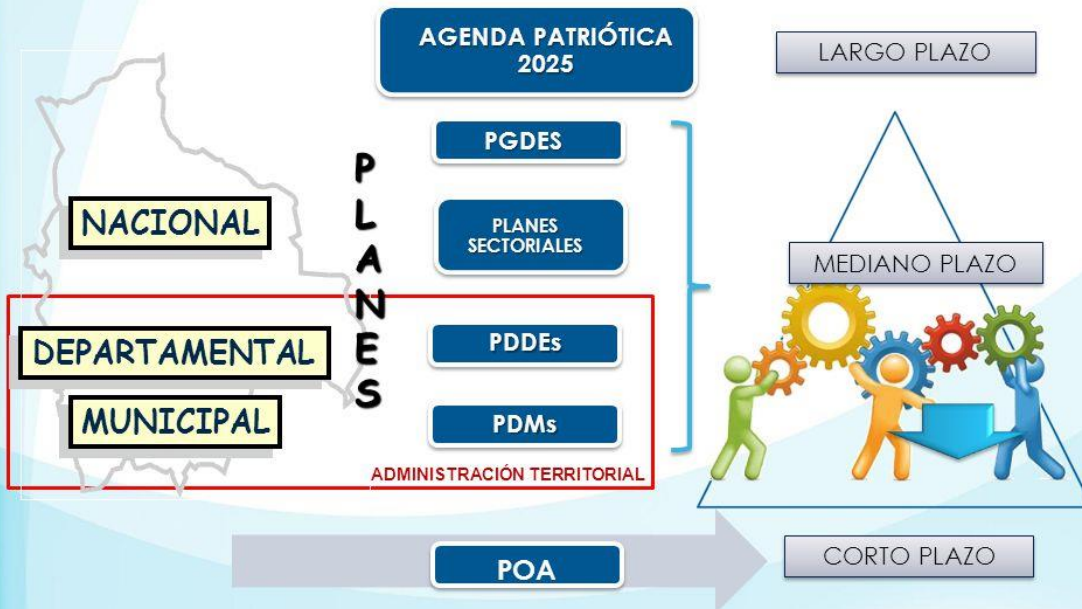 AGENDA PATRIÓTICA
2025
LARGO PLAZO
PLANES
PGDES
NACIONAL
PLANES
SECTORIALES
MEDIANO PLAZO
DEPARTAMENTAL
PDDEs
MUNICIPAL
PDMs
ADMINISTRACIÓN TERRITORIAL
POA
CORTO PLAZO